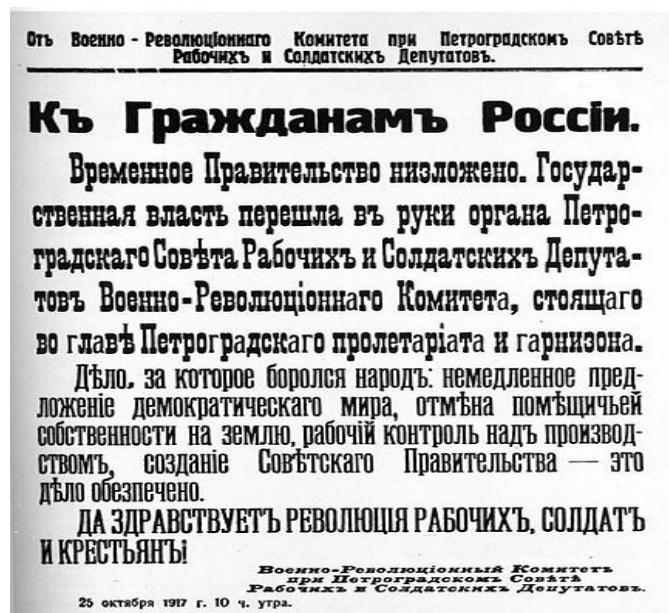 Отъ Военно-Революціоннаго Комитета при Петроградскомъ Совѣтѣ
Рабочихъ и Солдатскихъ Депутатовъ.
Къ Гражданамъ Россіи.
Временное Правительство низложено. Государ-
ственная власть перешла въ руки органа Петро-
градскаго Совѣта Рабочихъ и Солдатскихъ Депута-
товъ Военно-Революціоннаго Комитета, стоящаго
во главѣ Петроградскаго пролетаріата и гарнизона.
Дѣло, за которое боролся народъ: немедленное пред-
ложеніе демократическаго мира, отмѣна помѣщичьей
собственности на землю, рабочій контроль надъ производ-
ствомъ, созданіе Совѣтскаго Правительства — это
дѣло обезпечено.
ДА ЗДРАВСТВУЕТЪ РЕВОЛЮЦІЯ РАБОЧИХЪ, СОЛДАТЪ
И КРЕСТЬЯНЪ!
Военно-Революціонный Комитетъ
при Петроградскомъ Совѣтѣ
Рабочихъ и Солдатскихъ Депутатовъ.
25 октября 1917 г. 10 ч. утра.